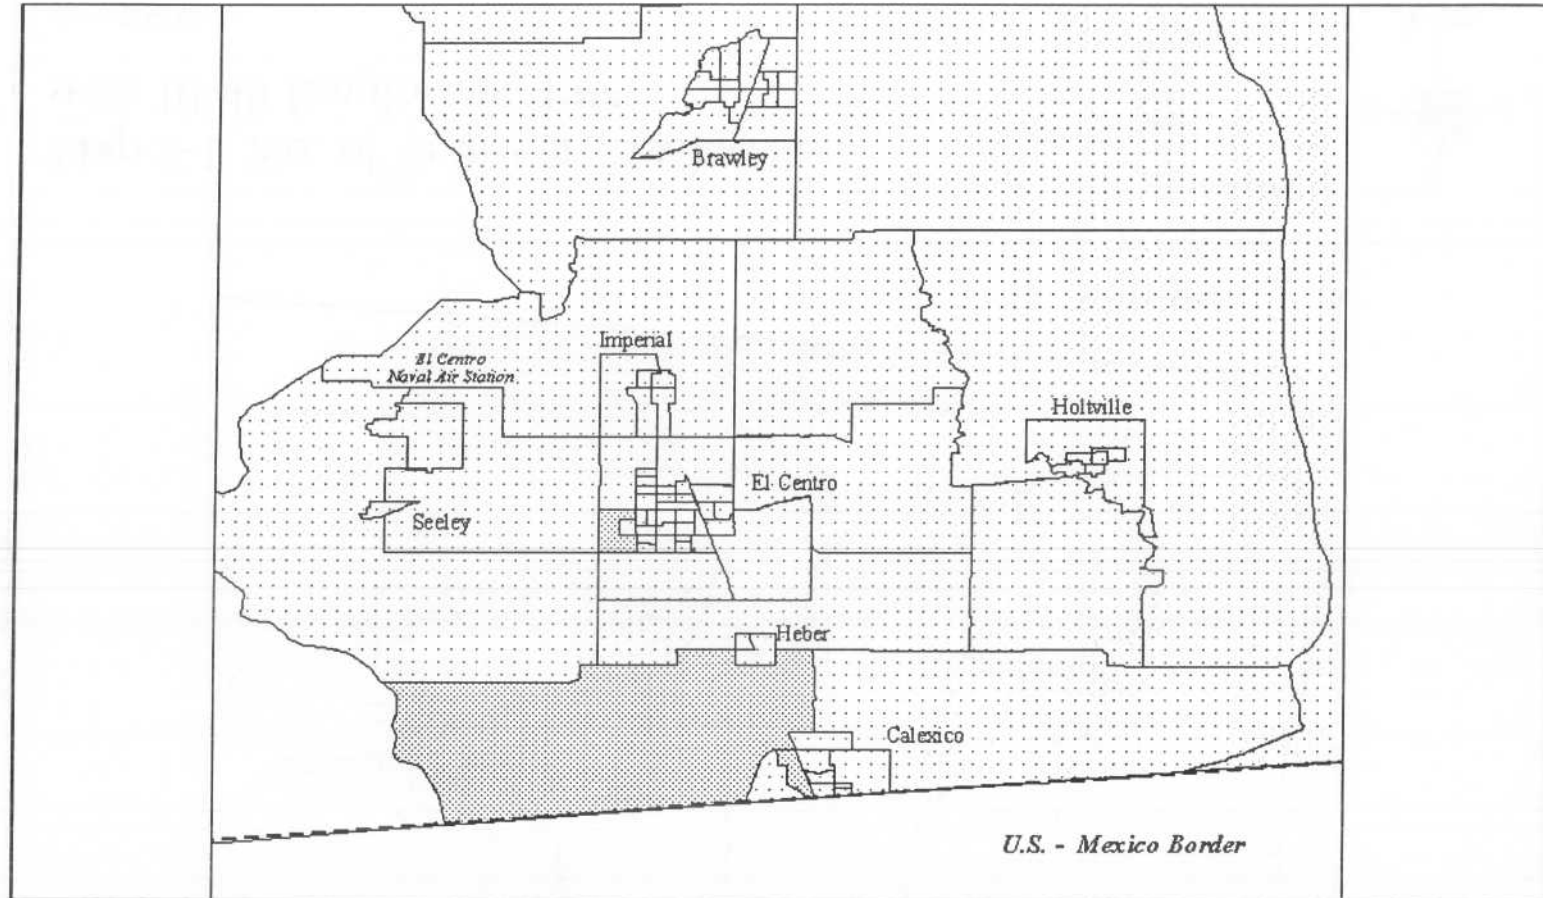 Brawley
Imperial
El Centro
Naval Air Station
Holtville
El Centro
Seeley
Heber
Calexico
U.S. - Mexico Border